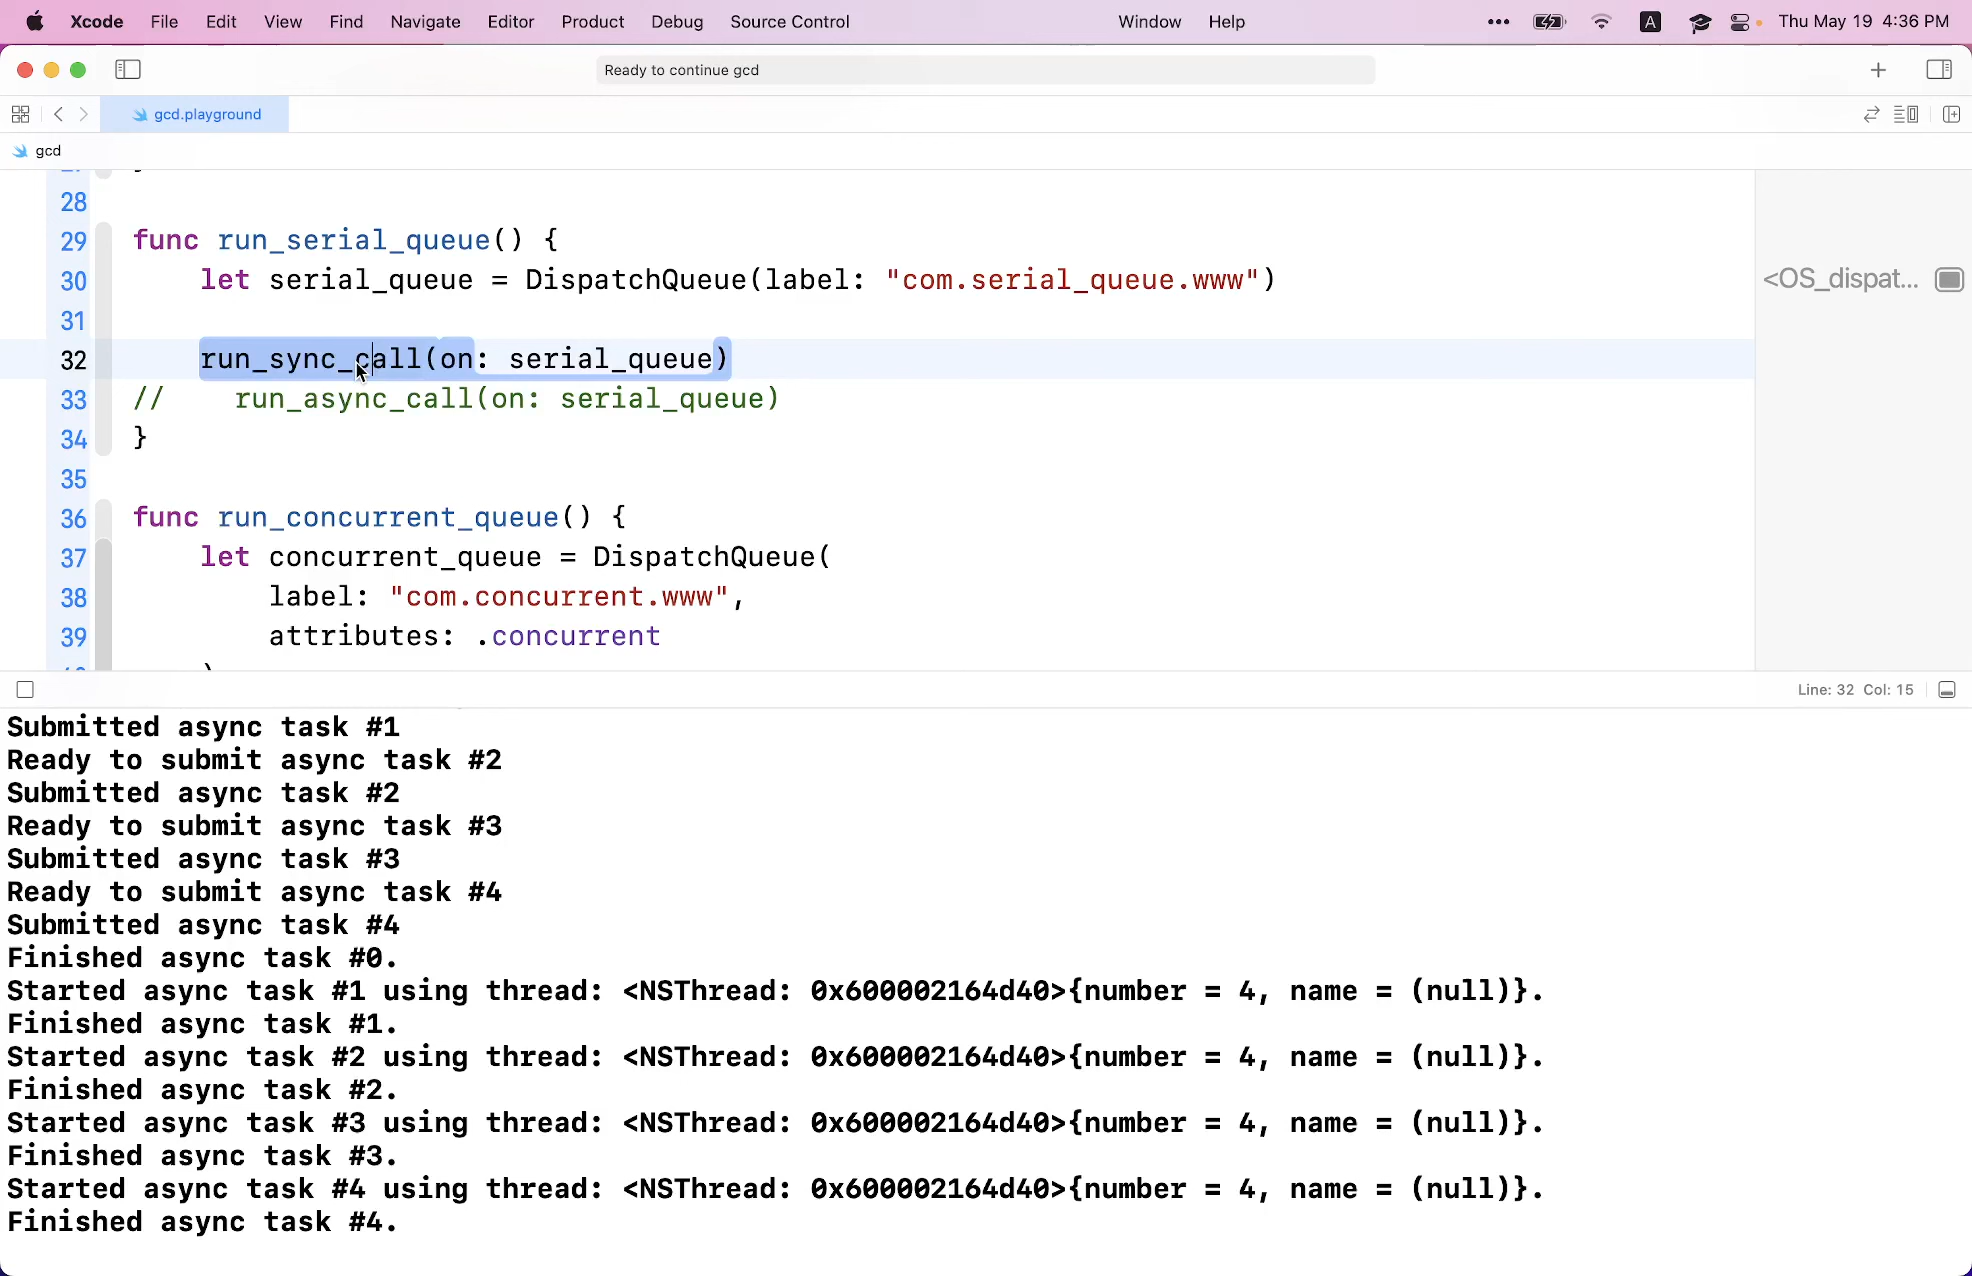 Xcode File Edit View Find Navigate Editor Product Debug Source Control Window Help A Thu May 19 4:36 PM
Ready to continue gcd
gcd.playground
gcd
28
29 func run_serial_queue() {
30 let serial_queue = DispatchQueue(label: "com.serial_queue.www") <OS_dispat...
31
32 run_sync_call(on: serial_queue)
33 // run_async_call(on: serial_queue)
34 }
35
36 func run_concurrent_queue() {
37 let concurrent_queue = DispatchQueue(
38 label: "com.concurrent.www",
39 attributes: .concurrent
Line: 32 Col: 15
Submitted async task #1
Ready to submit async task #2
Submitted async task #2
Ready to submit async task #3
Submitted async task #3
Ready to submit async task #4
Submitted async task #4
Finished async task #0.
Started async task #1 using thread: <NSThread: 0x600002164d40>{number = 4, name = (null)}.
Finished async task #1.
Started async task #2 using thread: <NSThread: 0x600002164d40>{number = 4, name = (null)}.
Finished async task #2.
Started async task #3 using thread: <NSThread: 0x600002164d40>{number = 4, name = (null)}.
Finished async task #3.
Started async task #4 using thread: <NSThread: 0x600002164d40>{number = 4, name = (null)}.
Finished async task #4.